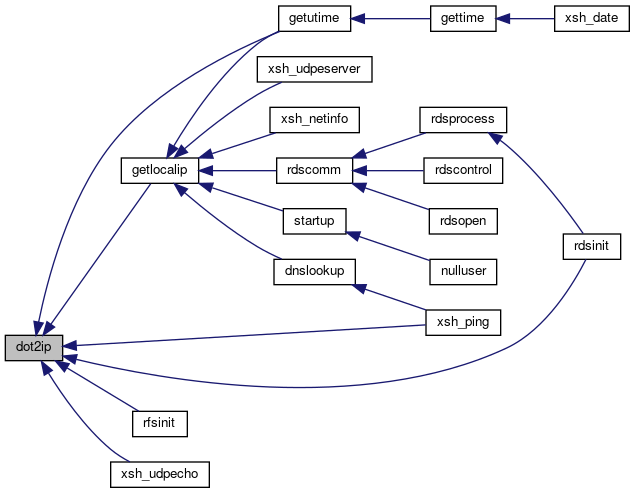 getutime
gettime
xsh_date
xsh_udpeserver
xsh_netinfo
rdsprocess
getlocalip
rdscomm
rdscontrol
startup
rdsopen
rdsinit
dnslookup
nulluser
xsh_ping
dot2ip
rfsinit
xsh_udpecho